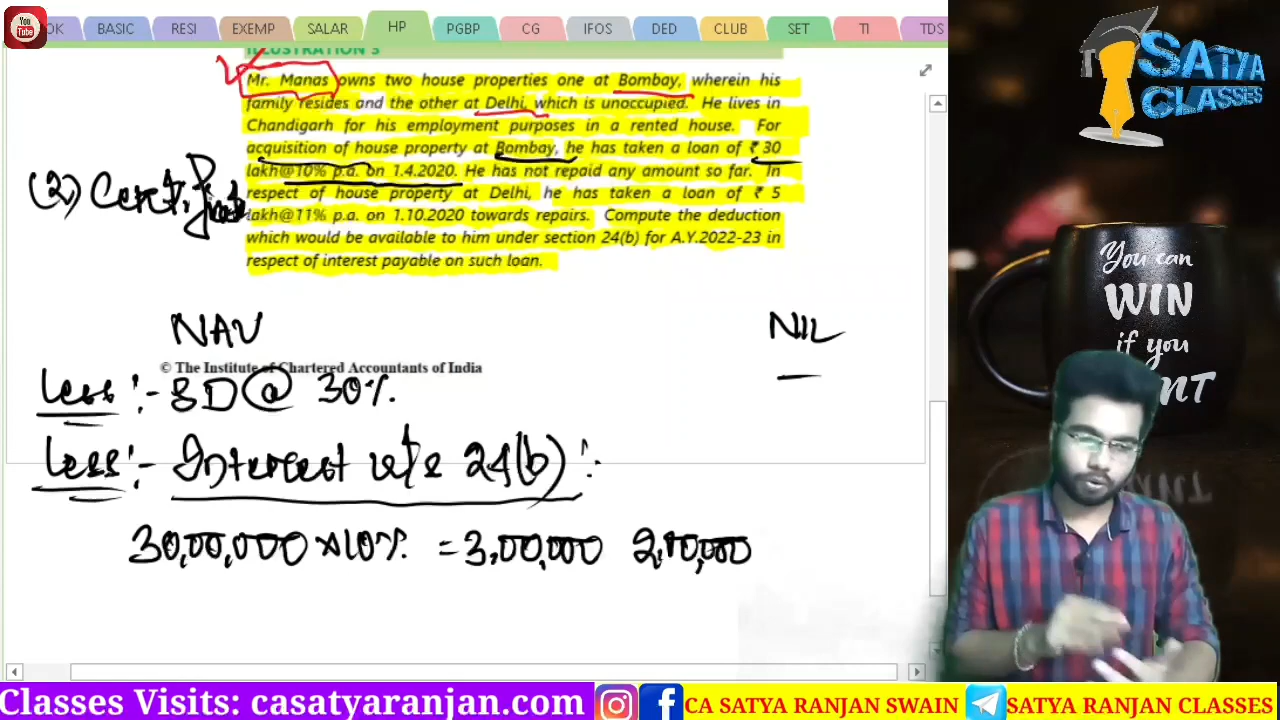 You
Tube
OK BASIC RESI EXEMP SALAR HP PGBP CG IFOS DED CLUB SET TI TDS
ILLUSTRATION 3
Mr. Manas owns two house properties one at Bombay, wherein his
family resides and the other at Delhi, which is unoccupied. He lives in
Chandigarh for his employment purposes in a rented house. For
acquisition of house property at Bombay, he has taken a loan of ₹ 30
lakh@10% p.a. on 1.4.2020. He has not repaid any amount so far. In
respect of house property at Delhi, he has taken a loan of ₹ 5
lakh@11% p.a. on 1.10.2020 towards repairs. Compute the deduction
which would be available to him under section 24(b) for A.Y.2022-23 in
respect of interest payable on such loan.
(2)
NAV NIL
© The Institute of Chartered Accountants of India
Less :- SD@ 30% —
Less :- Interest u/s 24(b) :-
30,00,000 x 10% = 3,00,000 2,00,000
SATYA
CLASSES
You can
WIN
if you
Classes Visits: casatyaranjan.com CA SATYA RANJAN SWAIN SATYA RANJAN CLASSES